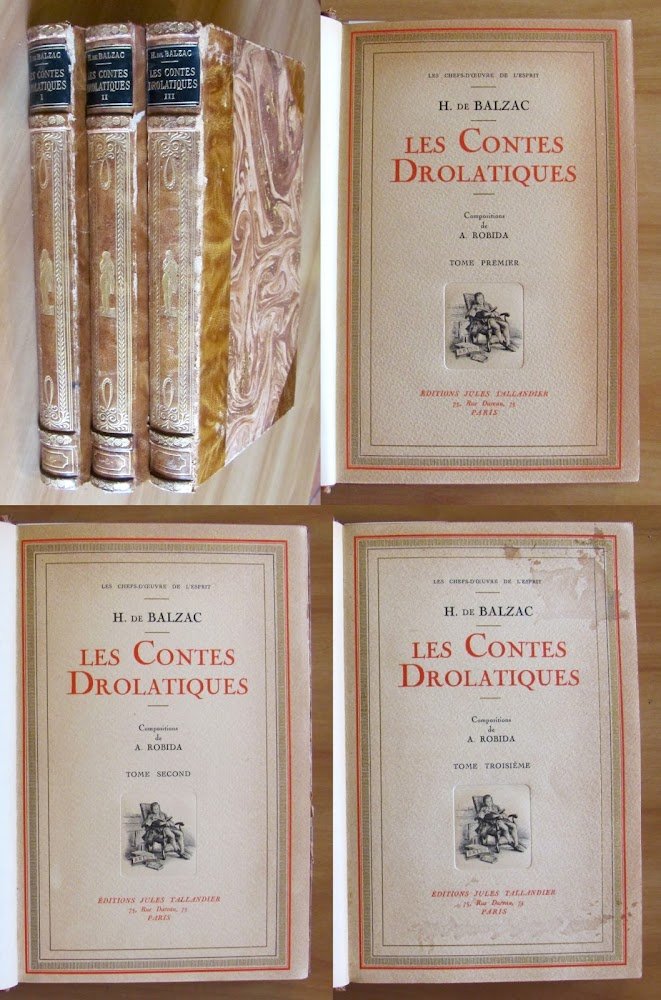 H. DE BALZAC
LES CONTES
DROLATIQUES
I
H. DE BALZAC
LES CONTES
DROLATIQUES
II
H. DE BALZAC
LES CONTES
DROLATIQUES
III
LES CHEFS-D'ŒUVRE DE L'ESPRIT
H. DE BALZAC
LES CONTES
DROLATIQUES
Compositions
de
A. ROBIDA
TOME PREMIER
ÉDITIONS JULES TALLANDIER
75, Rue Dareau, 75
PARIS
LES CHEFS-D'ŒUVRE DE L'ESPRIT
H. DE BALZAC
LES CONTES
DROLATIQUES
Compositions
de
A. ROBIDA
TOME SECOND
ÉDITIONS JULES TALLANDIER
75, Rue Dareau, 75
PARIS
LES CHEFS-D'ŒUVRE DE L'ESPRIT
H. DE BALZAC
LES CONTES
DROLATIQUES
Compositions
de
A. ROBIDA
TOME TROISIÈME
ÉDITIONS JULES TALLANDIER
75, Rue Dareau, 75
PARIS